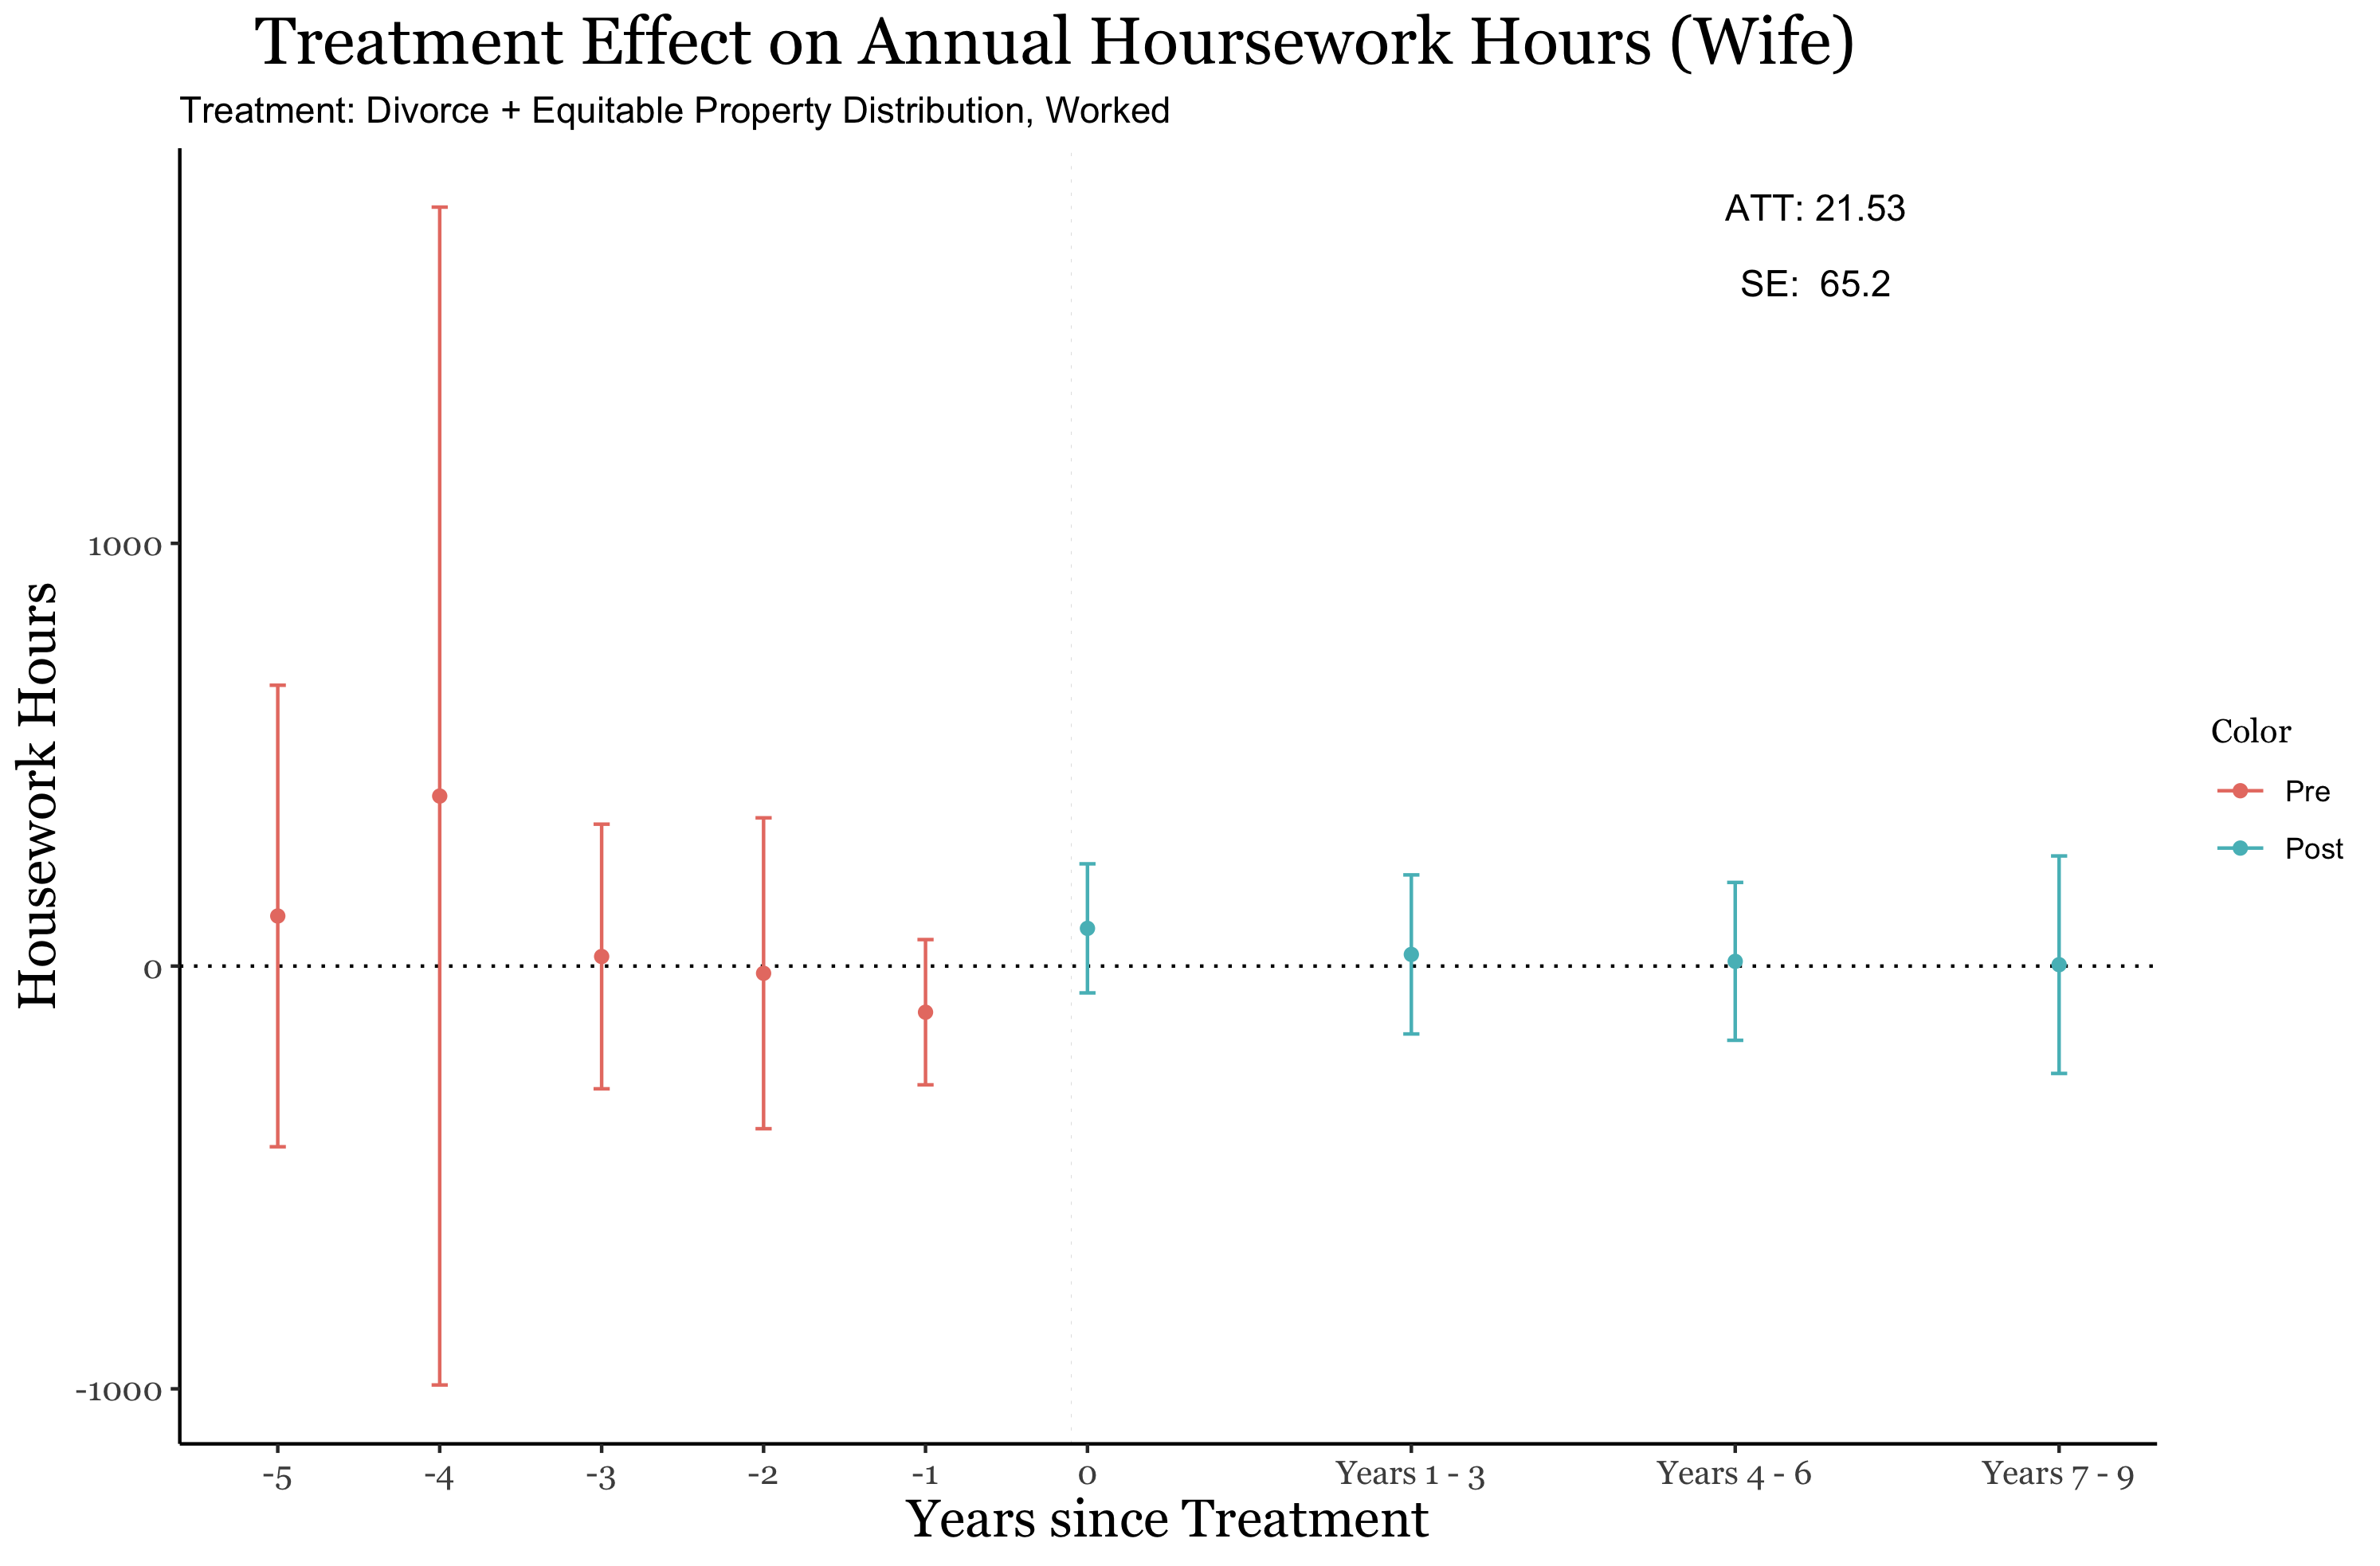 Treatment Effect on Annual Hoursework Hours (Wife)
Treatment: Divorce + Equitable Property Distribution, Worked
ATT: 21.53
SE: 65.2
Housework Hours
1000
0
-1000
-5
-4
-3
-2
-1
0
Years 1 - 3
Years 4 - 6
Years 7 - 9
Years since Treatment
Color
Pre
Post